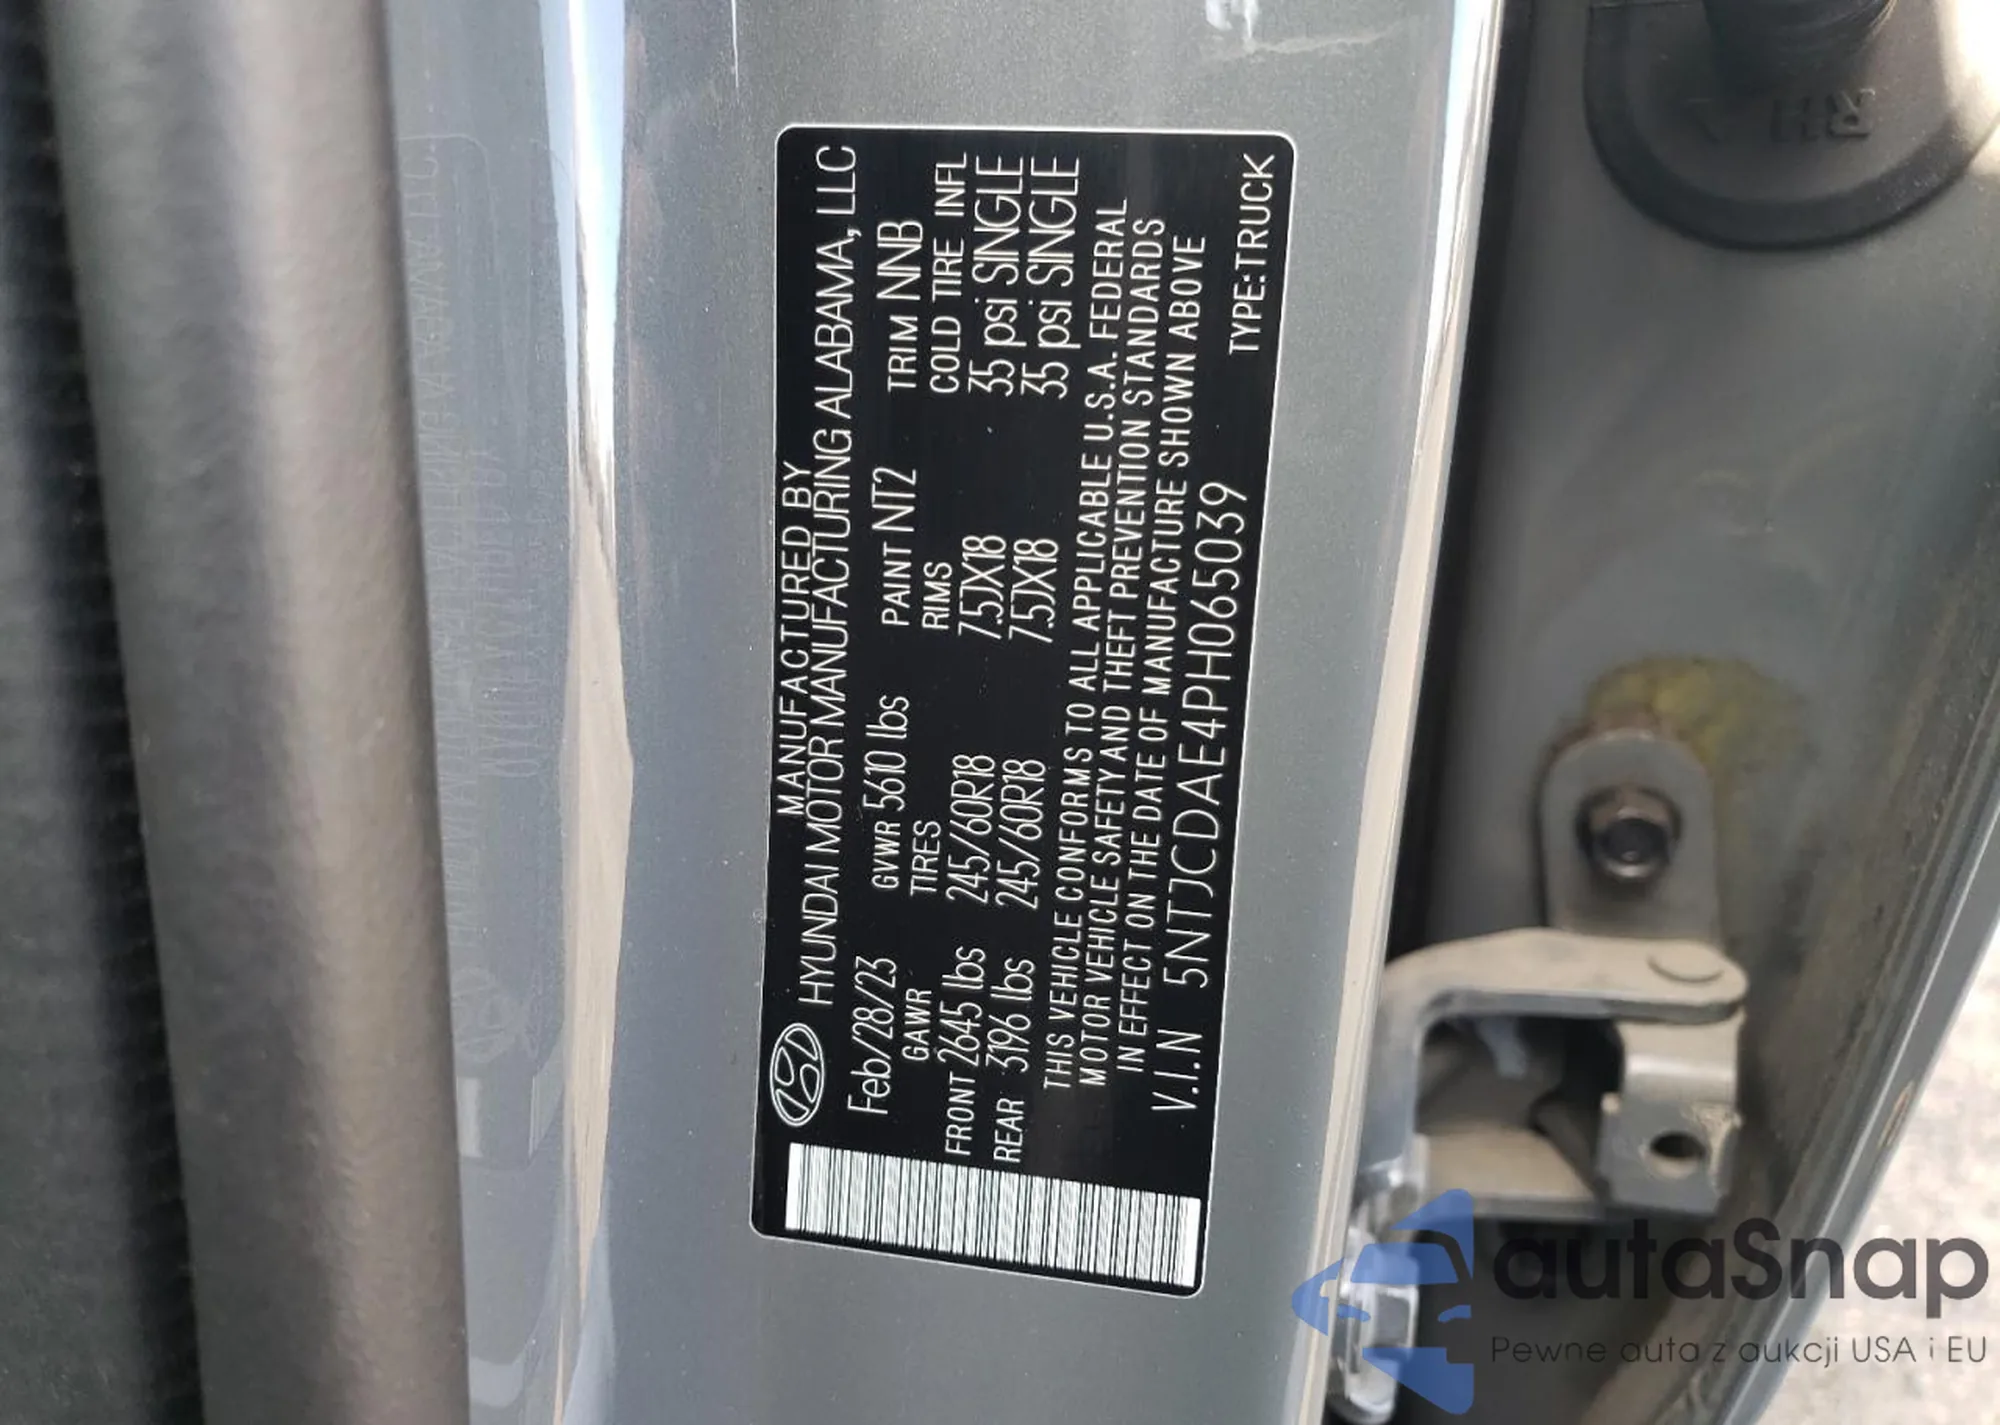 MANUFACTURED BY
HYUNDAI MOTOR MANUFACTURING ALABAMA, LLC
Feb/28/23 GVWR 5610 lbs PAINT NT2 TRIM NNB
GAWR TIRES RIMS COLD TIRE INFL
FRONT 2645 lbs 245/60R18 7.5JX18 35 psi SINGLE
REAR 3196 lbs 245/60R18 7.5JX18 35 psi SINGLE
THIS VEHICLE CONFORMS TO ALL APPLICABLE U.S.A. FEDERAL
MOTOR VEHICLE SAFETY AND THEFT PREVENTION STANDARDS
IN EFFECT ON THE DATE OF MANUFACTURE SHOWN ABOVE
V.I.N 5NTJCDAE4PH065039 TYPE:TRUCK
RH
autaSnap
Pewne auta z aukcji USA i EU